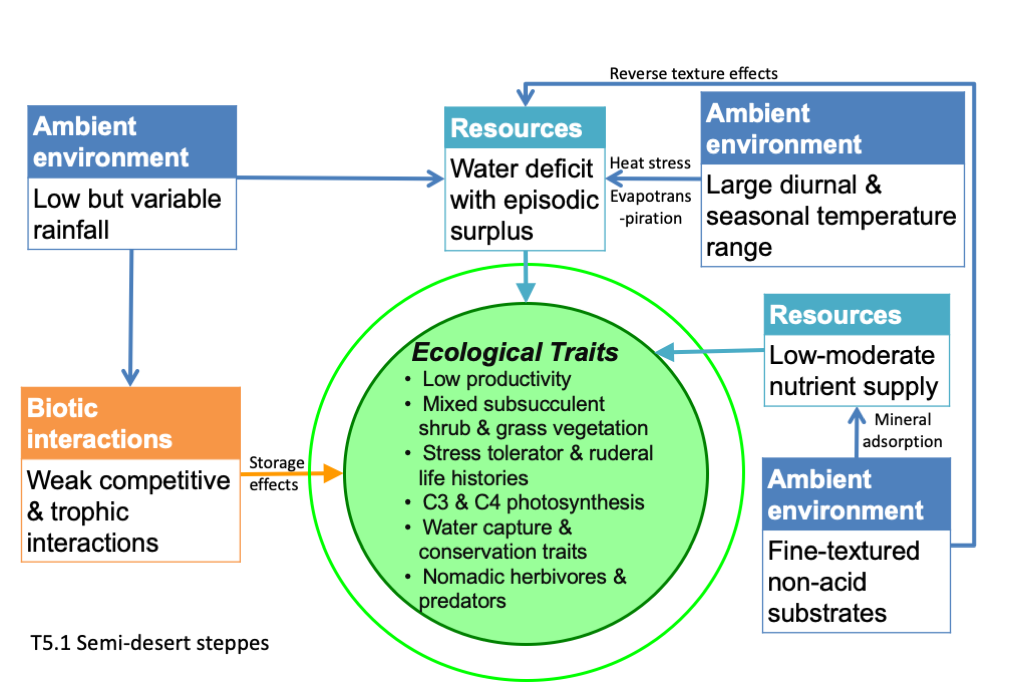 Reverse texture effects
Ambient
environment
Low but variable
rainfall
Resources
Water deficit
with episodic
surplus
Heat stress
Evapotrans
-piration
Ambient
environment
Large diurnal &
seasonal temperature
range
Resources
Low-moderate
nutrient supply
Mineral
adsorption
Ambient
environment
Fine-textured
non-acid
substrates
Biotic
interactions
Weak competitive
& trophic
interactions
Storage
effects
Ecological Traits
• Low productivity
• Mixed subsucculent
shrub & grass vegetation
• Stress tolerator & ruderal
life histories
• C3 & C4 photosynthesis
• Water capture &
conservation traits
• Nomadic herbivores &
predators
T5.1 Semi-desert steppes